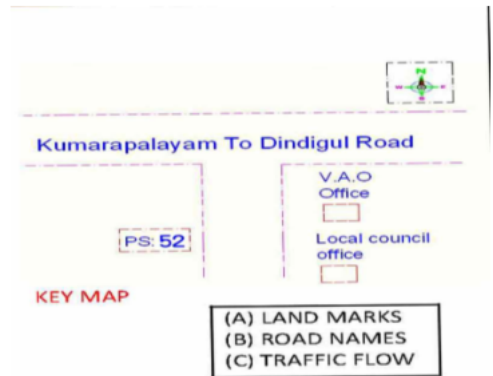 N
Kumarapalayam To Dindigul Road
V.A.O
Office
PS: 52
Local council
office
KEY MAP
(A) LAND MARKS
(B) ROAD NAMES
(C) TRAFFIC FLOW